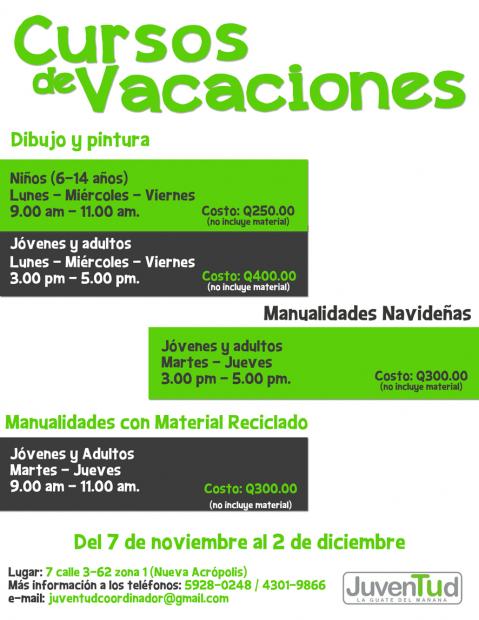 Cursos
de Vacaciones
Dibujo y pintura
Niños (6-14 años)
Lunes - Miércoles - Viernes
9.00 am - 11.00 am. Costo: Q250.00
(no incluye material)
Jóvenes y adultos
Lunes - Miércoles - Viernes
3.00 pm - 5.00 pm. Costo: Q400.00
(no incluye material)
Manualidades Navideñas
Jóvenes y adultos
Martes - Jueves
3.00 pm - 5.00 pm. Costo: Q300.00
(no incluye material)
Manualidades con Material Reciclado
Jóvenes y Adultos
Martes - Jueves
9.00 am - 11.00 am. Costo: Q300.00
(no incluye material)
Del 7 de noviembre al 2 de diciembre
Lugar: 7 calle 3-62 zona 1 (Nueva Acrópolis)
Más información a los teléfonos: 5928-0248 / 4301-9866
e-mail: juventudcoordinador@gmail.com
JuvenTud
LA GUATE DEL MAÑANA